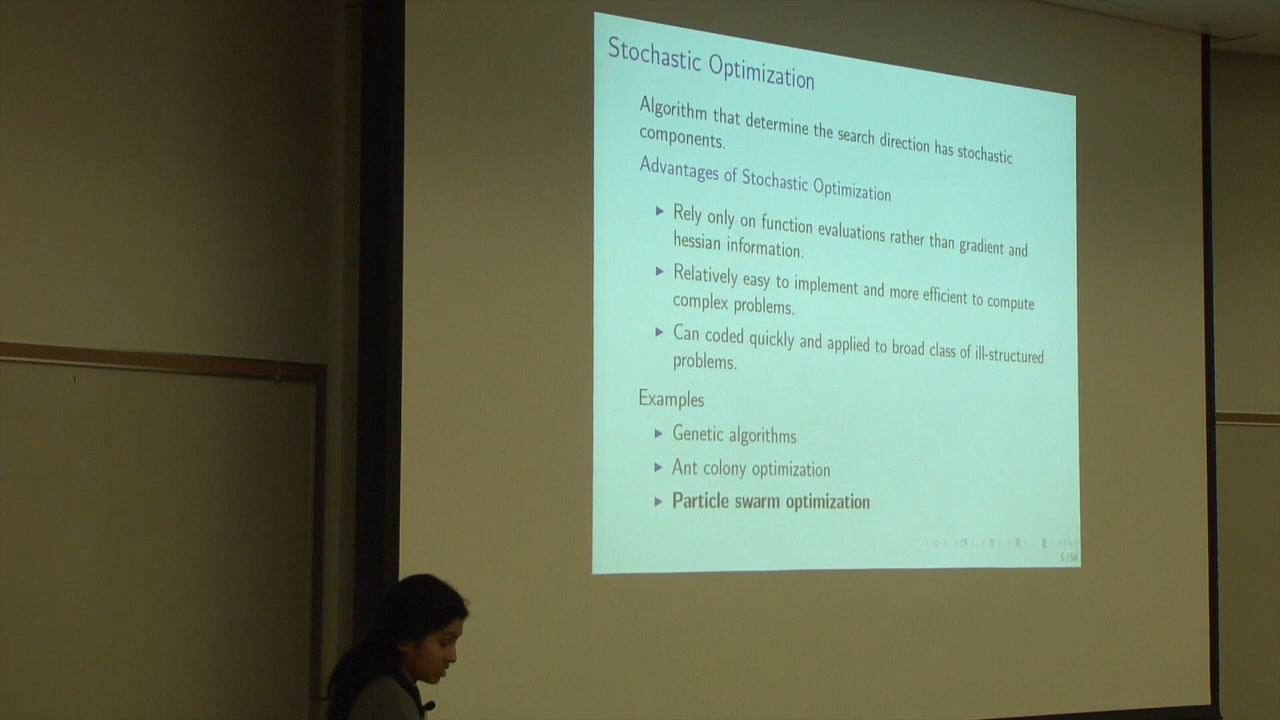 Stochastic Optimization
Algorithm that determine the search direction has stochastic
components.
Advantages of Stochastic Optimization
Rely only on function evaluations rather than gradient and
hessian information.
Relatively easy to implement and more efficient to compute
complex problems.
Can coded quickly and applied to broad class of ill-structured
problems.
Examples
Genetic algorithms
Ant colony optimization
Particle swarm optimization